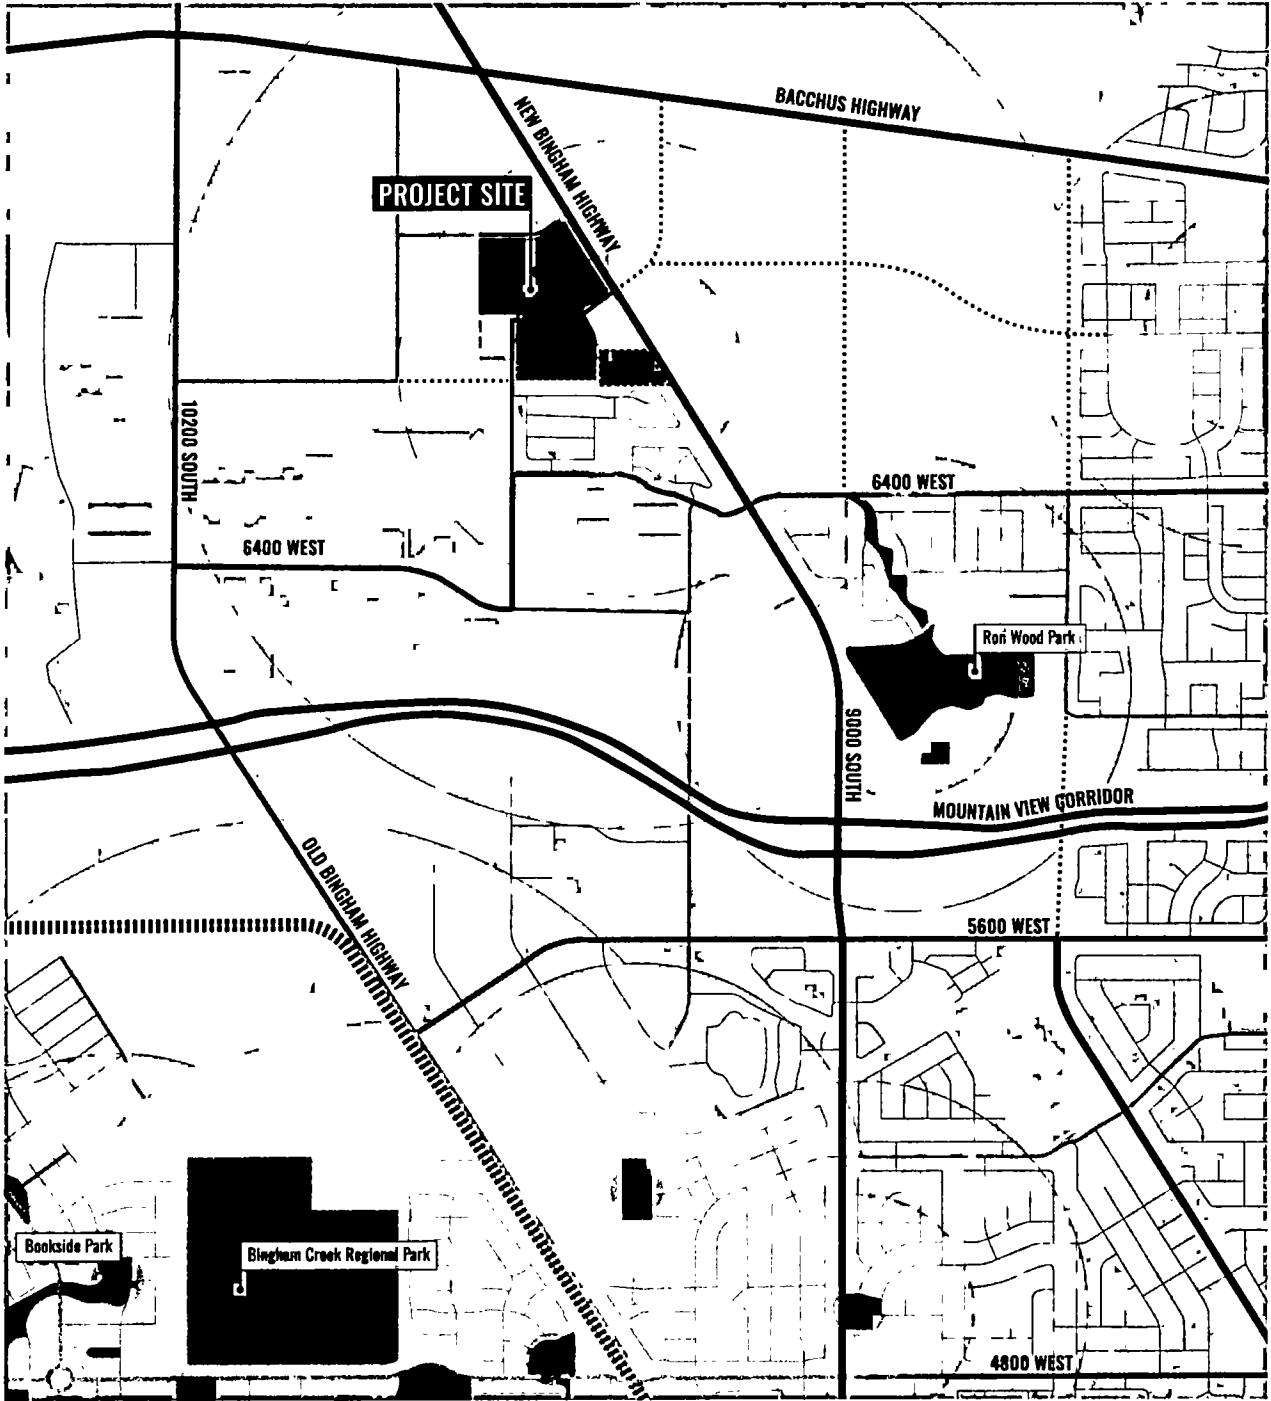 BACCHUS HIGHWAY
NEW BINGHAM HIGHWAY
PROJECT SITE
10200 SOUTH
6400 WEST
6400 WEST
Ron Wood Park
9000 SOUTH
MOUNTAIN VIEW CORRIDOR
OLD BINGHAM HIGHWAY
5600 WEST
Bookside Park
Bingham Creek Regional Park
4800 WEST